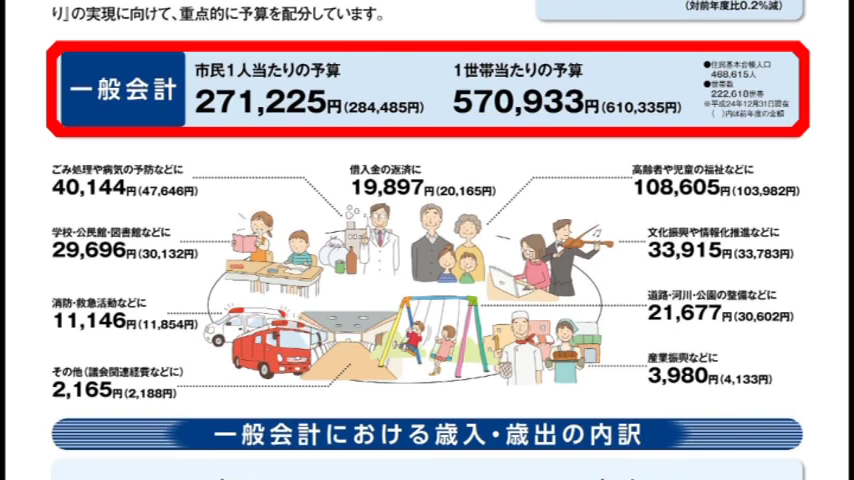 り』の実現に向けて、重点的に予算を配分しています。
(対前年度比0.2%減)
一般会計
市民1人当たりの予算
271,225円(284,485円)
1世帯当たりの予算
570,933円(610,335円)
●住民基本台帳人口
468,615人
●世帯数
222,618世帯
※平成24年12月31日現在
( )内は前年度の金額
ごみ処理や病気の予防などに
40,144円(47,646円)
借入金の返済に
19,897円(20,165円)
高齢者や児童の福祉などに
108,605円(103,982円)
学校・公民館・図書館などに
29,696円(30,132円)
文化振興や情報化推進などに
33,915円(33,783円)
消防・救急活動などに
11,146円(11,854円)
道路・河川・公園の整備などに
21,677円(30,602円)
その他(議会関連経費などに)
2,165円(2,188円)
産業振興などに
3,980円(4,133円)
一般会計における歳入・歳出の内訳